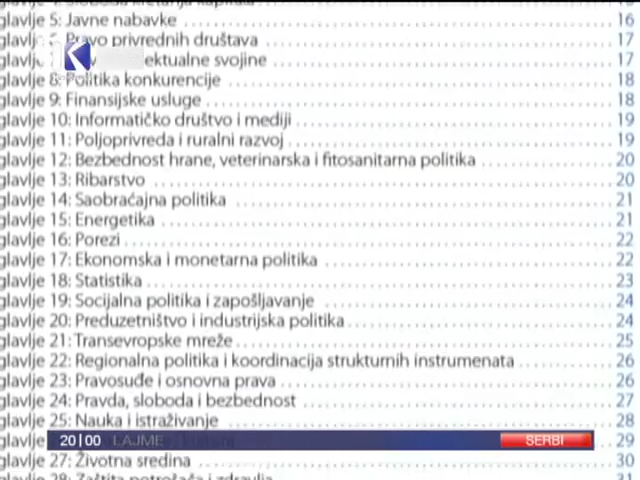 glavlje 5: Javne nabavke 16
Pravo privrednih društava 17
ektualne svojine 17
glavlje 8: Politika konkurencije 18
glavlje 9: Finansijske usluge 18
glavlje 10: Informatičko društvo i mediji 19
glavlje 11: Poljoprivreda i ruralni razvoj 19
glavlje 12: Bezbednost hrane, veterinarska i fitosanitarna politika 20
glavlje 13: Ribarstvo 20
glavlje 14: Saobraćajna politika 21
glavlje 15: Energetika 21
glavlje 16: Porezi 22
glavlje 17: Ekonomska i monetarna politika 22
glavlje 18: Statistika 23
glavlje 19: Socijalna politika i zapošljavanje 24
glavlje 20: Preduzetništvo i industrijska politika 24
glavlje 21: Transevropske mreže 25
glavlje 22: Regionalna politika i koordinacija strukturnih instrumenata 26
glavlje 23: Pravosuđe i osnovna prava 26
glavlje 24: Pravda, sloboda i bezbednost 27
glavlje 25: Nauka i istraživanje 28
20|00 LAJME SERBI 29
glavlje 27: Životna sredina 30